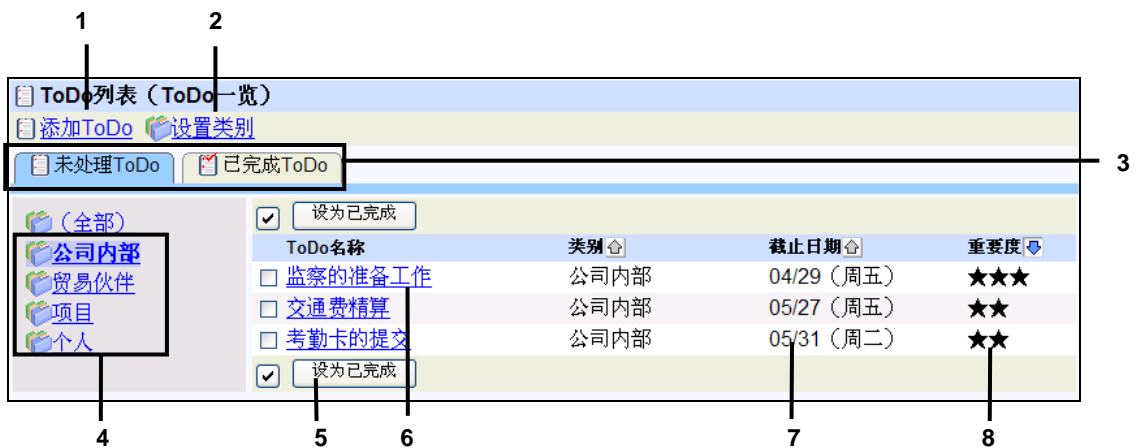 1 2
ToDo列表（ToDo一览）
添加ToDo 设置类别
未处理ToDo 已完成ToDo 3
（全部） 设为已完成
公司内部 ToDo名称 类别 截止日期 重要度
贸易伙伴 监察的准备工作 公司内部 04/29（周五） ★★★
项目 交通费精算 公司内部 05/27（周五） ★★
个人 考勤卡的提交 公司内部 05/31（周二） ★★
设为已完成
4 5 6 7 8